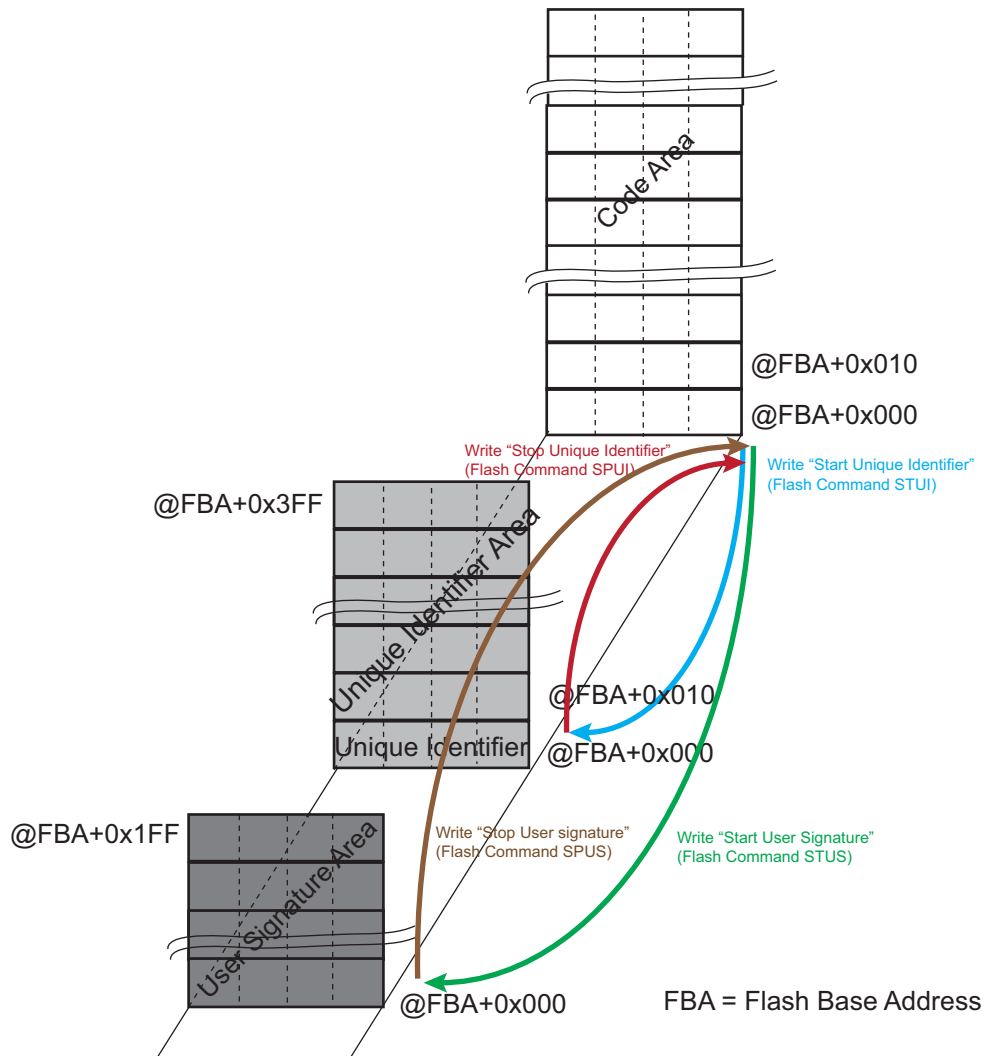 Code Area
@FBA+0x010
@FBA+0x000
Write “Stop Unique Identifier”
(Flash Command SPUI)
Write “Start Unique Identifier”
(Flash Command STUI)
@FBA+0x3FF
Unique Identifier Area
@FBA+0x010
Unique Identifier
@FBA+0x000
@FBA+0x1FF
Write “Stop User signature”
(Flash Command SPUS)
Write “Start User Signature”
(Flash Command STUS)
User Signature Area
@FBA+0x000
FBA = Flash Base Address